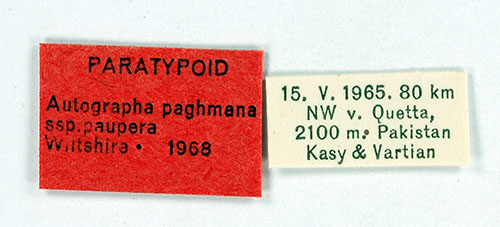 PARATYPOID
Autographa paghmana
ssp.paupera
Wiltshire • 1968
15. V. 1965. 80 km
NW v. Quetta,
2100 m. Pakistan
Kasy & Vartian